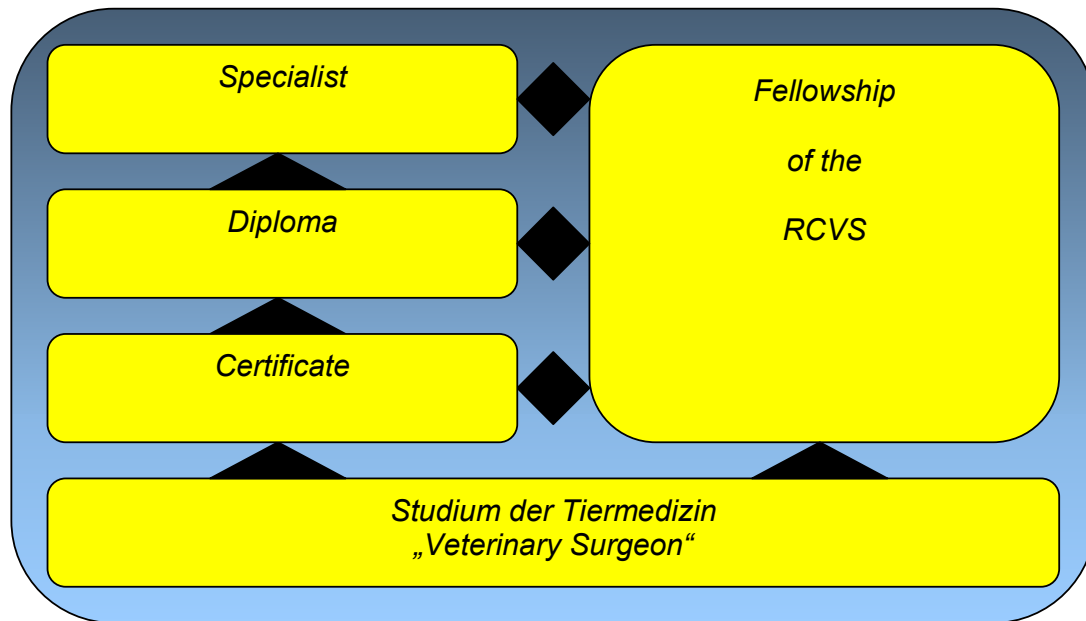 Specialist
Fellowship
of the
RCVS
Diploma
Certificate
Studium der Tiermedizin
„Veterinary Surgeon“